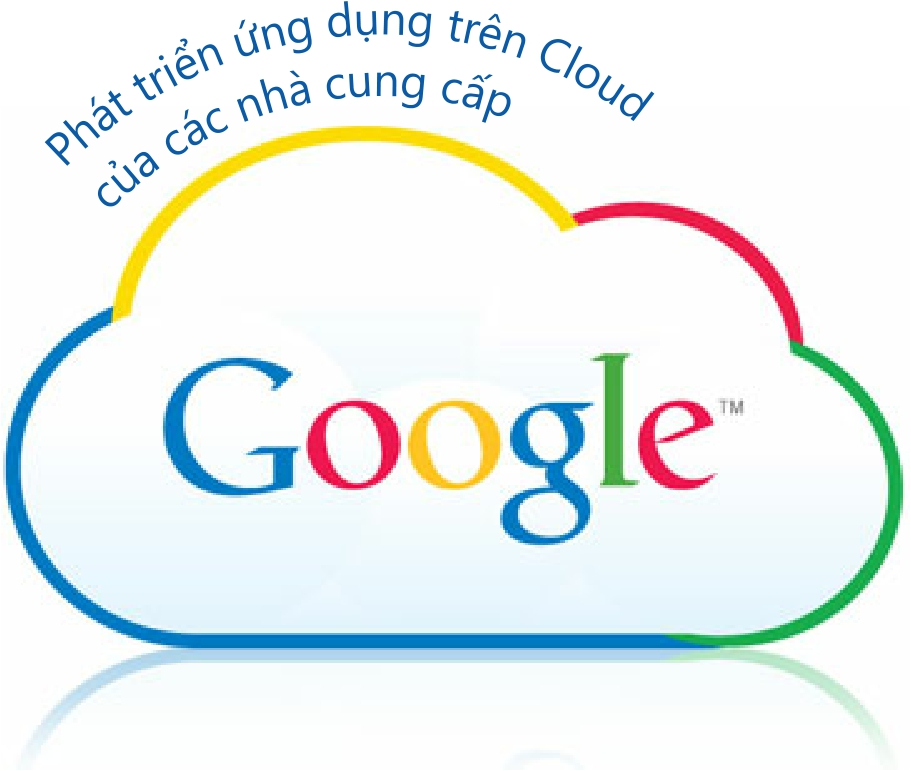 Phát triển ứng dụng trên Cloud
của các nhà cung cấp
Google™